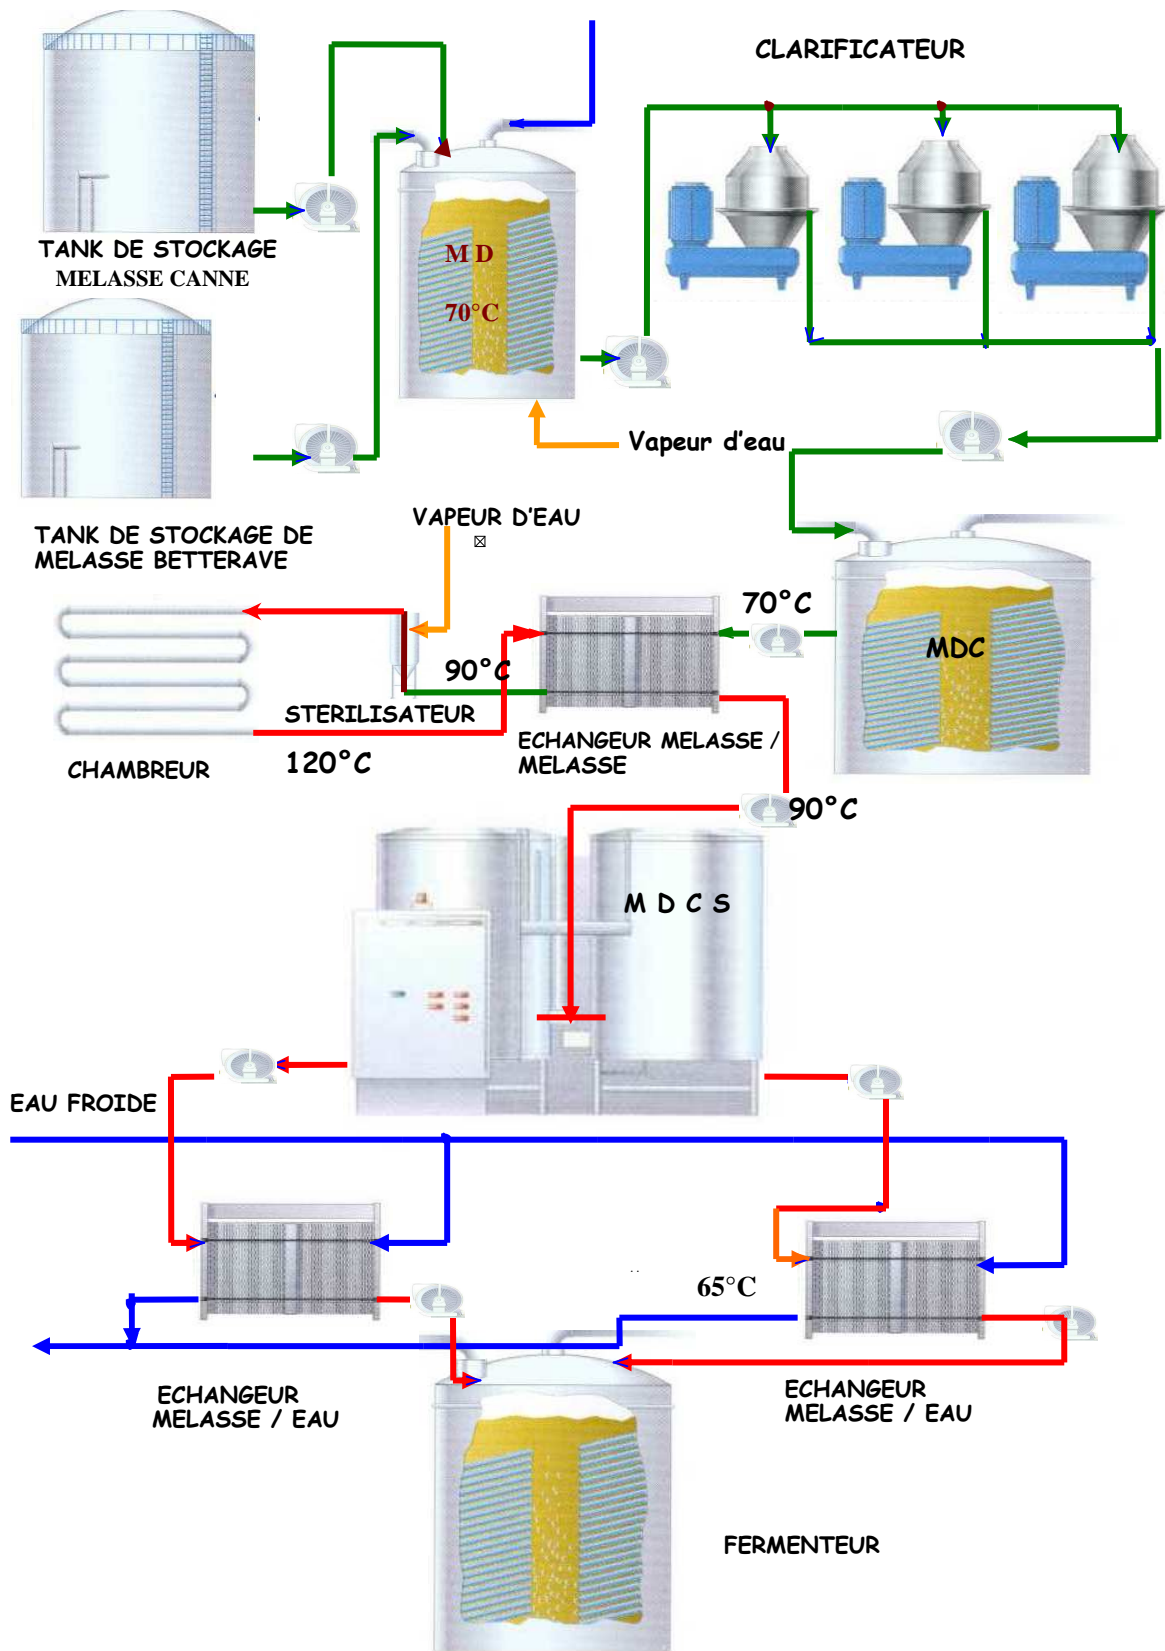 CLARIFICATEUR
TANK DE STOCKAGE
MELASSE CANNE
M D
70°C
Vapeur d'eau
TANK DE STOCKAGE DE
MELASSE BETTERAVE
VAPEUR D'EAU
70°C
MDC
90°C
STÉRILISATEUR
120°C
CHAMBREUR
ECHANGEUR MELASSE /
MELASSE
90°C
M D C S
EAU FROIDE
65°C
ECHANGEUR
MELASSE / EAU
ECHANGEUR
MELASSE / EAU
FERMENTEUR